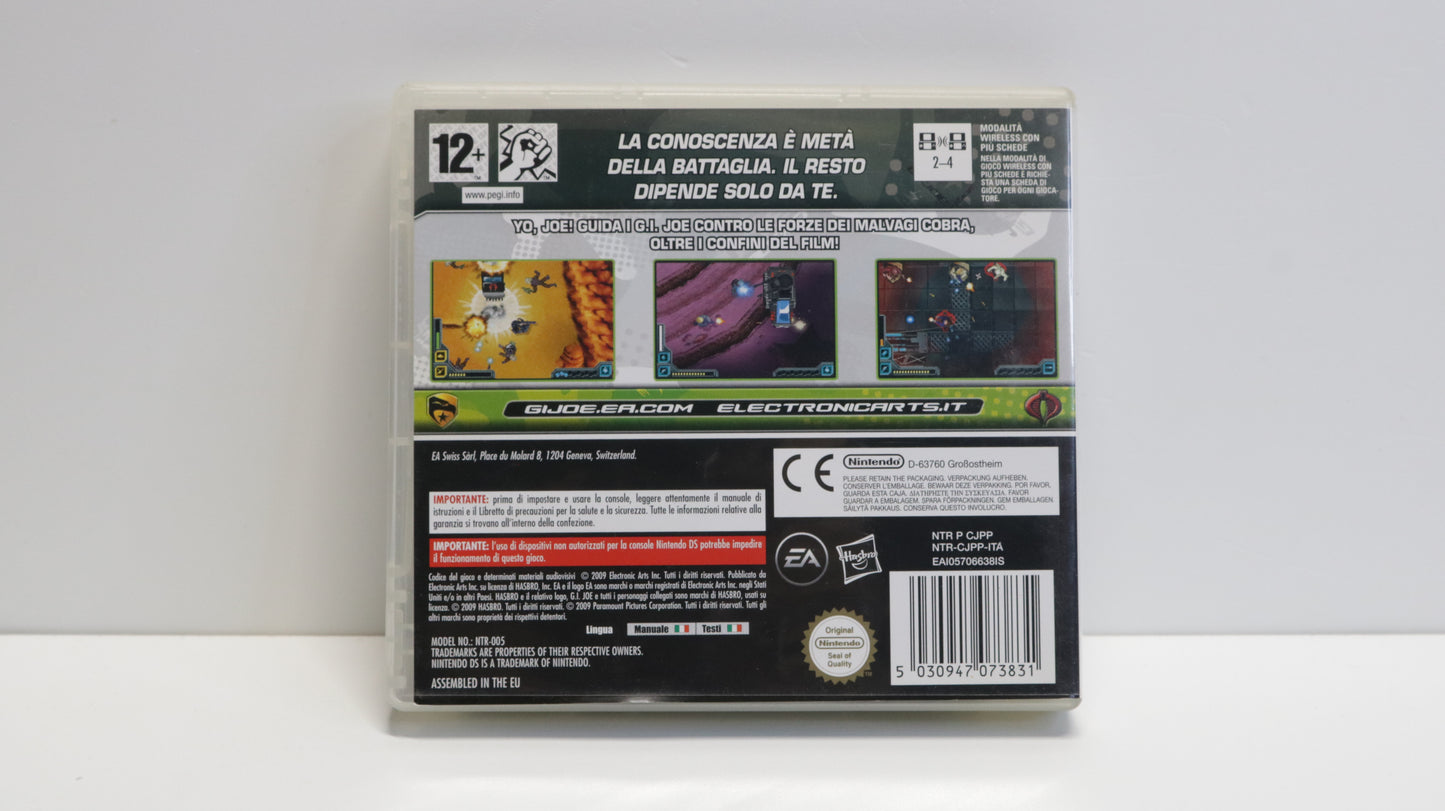 12+
www.pegi.info
LA CONOSCENZA È METÀ
DELLA BATTAGLIA. IL RESTO
DIPENDE SOLO DA TE.
2–4
MODALITÀ
WIRELESS CON
PIÙ SCHEDE
NELLA MODALITÀ DI
GIOCO WIRELESS CON
PIÙ SCHEDE È RICHIE-
STA UNA SCHEDA DI
GIOCO PER OGNI GIOCA-
TORE.
YO, JOE! GUIDA I G.I. JOE CONTRO LE FORZE DEI MALVAGI COBRA,
OLTRE I CONFINI DEL FILM!
GIJOE.EA.COM ELECTRONICARTS.IT
EA Swiss Sàrl, Place du Molard 8, 1204 Geneva, Switzerland.
IMPORTANTE: prima di impostare e usare la console, leggere attentamente il manuale di
istruzioni e il Libretto di precauzioni per la salute e la sicurezza. Tutte le informazioni relative alla
garanzia si trovano all'interno della confezione.
IMPORTANTE: l'uso di dispositivi non autorizzati per la console Nintendo DS potrebbe impedire
il funzionamento di questo gioco.
Codice del gioco e determinati materiali audiovisivi © 2009 Electronic Arts Inc. Tutti i diritti riservati. Pubblicato da
Electronic Arts Inc. su licenza di HASBRO, Inc. EA e il logo EA sono marchi o marchi registrati di Electronic Arts Inc. negli Stati
Uniti e/o in altri Paesi. HASBRO e il relativo logo, G.I. JOE e tutti i personaggi collegati sono marchi di HASBRO, usati su
licenza. © 2009 HASBRO. Tutti i diritti riservati. © 2009 Paramount Pictures Corporation. Tutti i diritti riservati. Tutti gli
altri marchi sono proprietà dei rispettivi detentori.
Lingua Manuale Testi
MODEL NO.: NTR-005
TRADEMARKS ARE PROPERTIES OF THEIR RESPECTIVE OWNERS.
NINTENDO DS IS A TRADEMARK OF NINTENDO.
ASSEMBLED IN THE EU
CE
Nintendo D-63760 Großostheim
PLEASE RETAIN THE PACKAGING. VERPACKUNG AUFHEBEN.
CONSERVER L'EMBALLAGE. BEWAAR DEZE VERPAKKING. POR FAVOR,
GUARDA ESTA CAJA. ΔΙΑΤΗΡΗΣΤΕ ΤΗΝ ΣΥΣΚΕΥΑΣΙΑ. FAVOR
GUARDAR A EMBALAGEM. SPARA FÖRPACKNINGEN. GEM EMBALLAGEN.
SÄILYTÄ PAKKAUS. CONSERVA QUESTO INVOLUCRO.
EA
Hasbro
NTR P CJPP
NTR-CJPP-ITA
EAI05706638IS
Original
Nintendo
Seal of
Quality
TM
5 030947 073831